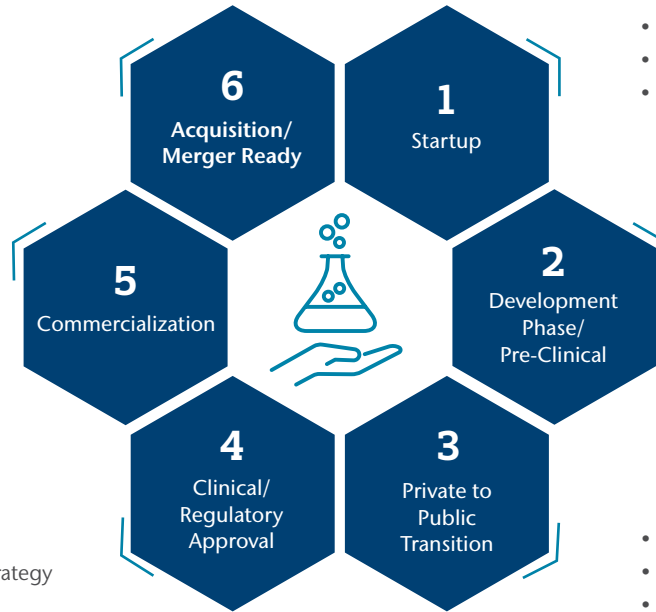 6
Acquisition/
Merger Ready
1
Startup
5
Commercialization
2
Development
Phase/
Pre-Clinical
4
Clinical/
Regulatory
Approval
3
Private to
Public
Transition
trategy